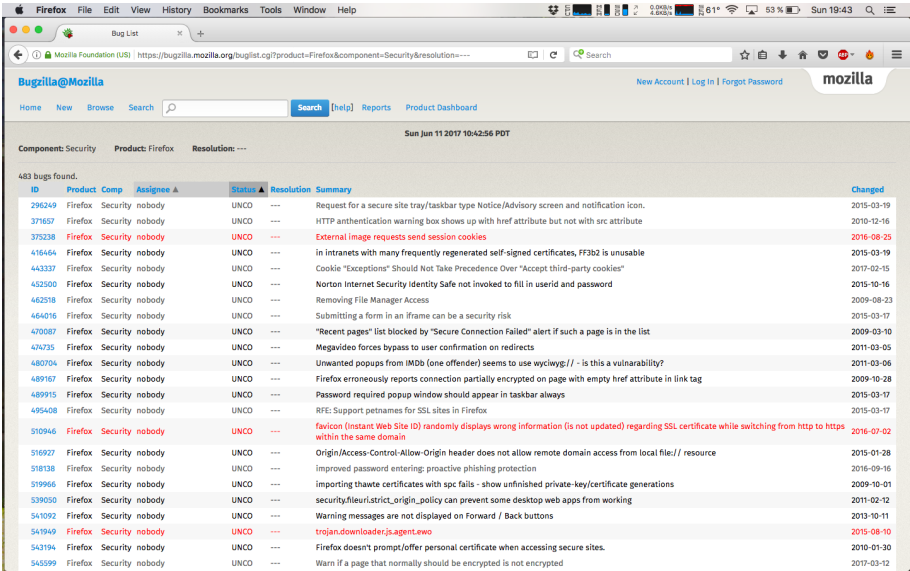 Firefox File Edit View History Bookmarks Tools Window Help 0.0KB/s 4.6KB/s 61° 53% Sun 19:43
Bug List × +
Mozilla Foundation (US) https://bugzilla.mozilla.org/buglist.cgi?product=Firefox&component=Security&resolution=--- Search ABP
Bugzilla@Mozilla New Account | Log In | Forgot Password mozilla
Home New Browse Search Search [help] Reports Product Dashboard
Sun Jun 11 2017 10:42:56 PDT
Component: Security Product: Firefox Resolution: ---
483 bugs found.
ID Product Comp Assignee ▲ Status ▲ Resolution Summary Changed
296249 Firefox Security nobody UNCO --- Request for a secure site tray/taskbar type Notice/Advisory screen and notification icon. 2015-03-19
371657 Firefox Security nobody UNCO --- HTTP anthentication warning box shows up with href attribute but not with src attribute 2010-12-16
375238 Firefox Security nobody UNCO --- External image requests send session cookies 2016-08-25
416464 Firefox Security nobody UNCO --- in intranets with many frequently regenerated self-signed certificates, FF3b2 is unusable 2015-03-19
443337 Firefox Security nobody UNCO --- Cookie "Exceptions" Should Not Take Precedence Over "Accept third-party cookies" 2017-02-15
452500 Firefox Security nobody UNCO --- Norton Internet Security Identity Safe not invoked to fill in userid and password 2015-10-16
462518 Firefox Security nobody UNCO --- Removing File Manager Access 2009-08-23
464016 Firefox Security nobody UNCO --- Submitting a form in an iframe can be a security risk 2015-03-17
470087 Firefox Security nobody UNCO --- "Recent pages" list blocked by "Secure Connection Failed" alert if such a page is in the list 2009-03-10
474735 Firefox Security nobody UNCO --- Megavideo forces bypass to user confirmation on redirects 2011-03-05
480704 Firefox Security nobody UNCO --- Unwanted popups from IMDb (one offender) seems to use wyciwyg:// - is this a vulnarability? 2011-03-06
489167 Firefox Security nobody UNCO --- Firefox erroneously reports connection partially encrypted on page with empty href attribute in link tag 2009-10-28
489915 Firefox Security nobody UNCO --- Password required popup window should appear in taskbar always 2015-03-17
495408 Firefox Security nobody UNCO --- RFE: Support petnames for SSL sites in Firefox 2015-03-17
510946 Firefox Security nobody UNCO --- favicon (Instant Web Site ID) randomly displays wrong information (is not updated) regarding SSL certificate while switching from http to https 2016-07-02
within the same domain
516927 Firefox Security nobody UNCO --- Origin/Access-Control-Allow-Origin header does not allow remote domain access from local file:// resource 2015-01-28
518138 Firefox Security nobody UNCO --- improved password entering: proactive phishing protection 2016-09-16
519966 Firefox Security nobody UNCO --- importing thawte certificates with spc fails - show unfinished private-key/certificate generations 2009-10-01
539050 Firefox Security nobody UNCO --- security.fileuri.strict_origin_policy can prevent some desktop web apps from working 2011-02-12
541092 Firefox Security nobody UNCO --- Warning messages are not displayed on Forward / Back buttons 2013-10-11
541949 Firefox Security nobody UNCO --- trojan.downloader.js.agent.ewo 2015-08-10
543194 Firefox Security nobody UNCO --- Firefox doesn't prompt/offer personal certificate when accessing secure sites. 2010-01-30
545599 Firefox Security nobody UNCO --- Warn if a page that normally should be encrypted is not encrypted 2017-03-12